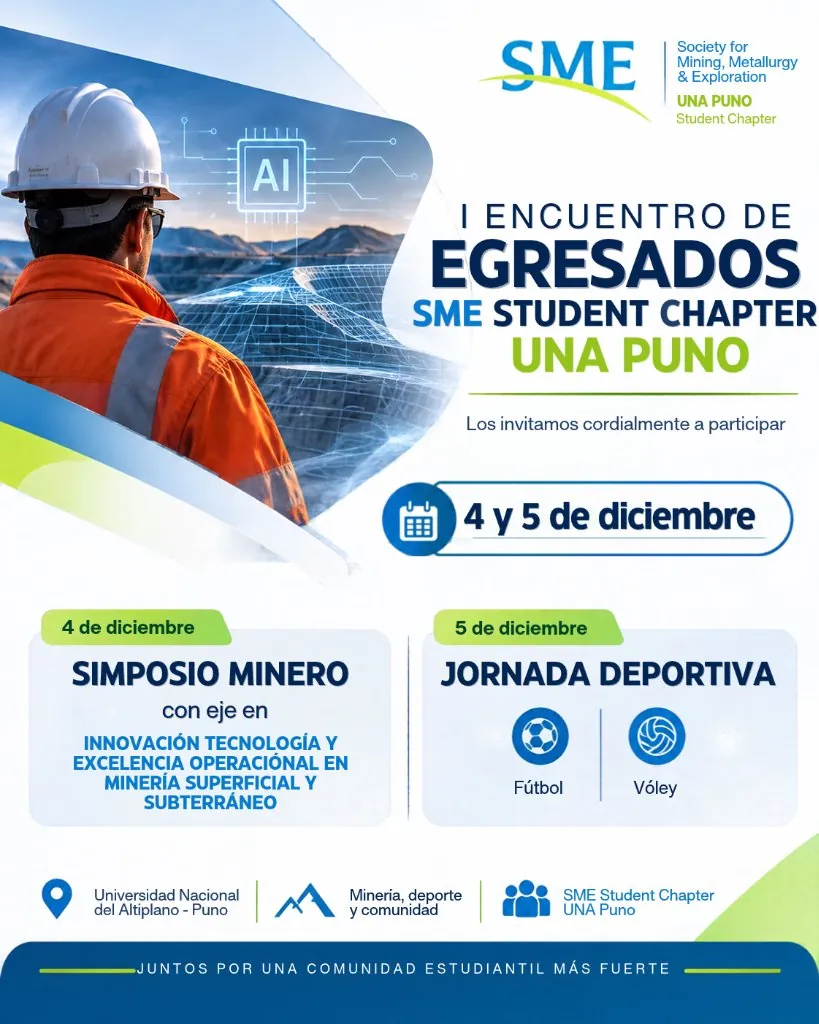 SME
Society for
Mining, Metallurgy
& Exploration
UNA PUNO
Student Chapter
AI
I ENCUENTRO DE
EGRESADOS
SME STUDENT CHAPTER
UNA PUNO
Los invitamos cordialmente a participar
4 y 5 de diciembre
4 de diciembre
SIMPOSIO MINERO
con eje en
INNOVACIÓN TECNOLOGÍA Y
EXCELENCIA OPERACIÓNAL EN
MINERÍA SUPERFICIAL Y
SUBTERRÁNEO
5 de diciembre
JORNADA DEPORTIVA
Fútbol
Vóley
Universidad Nacional
del Altiplano - Puno
Minería, deporte
y comunidad
SME Student Chapter
UNA Puno
JUNTOS POR UNA COMUNIDAD ESTUDIANTIL MÁS FUERTE